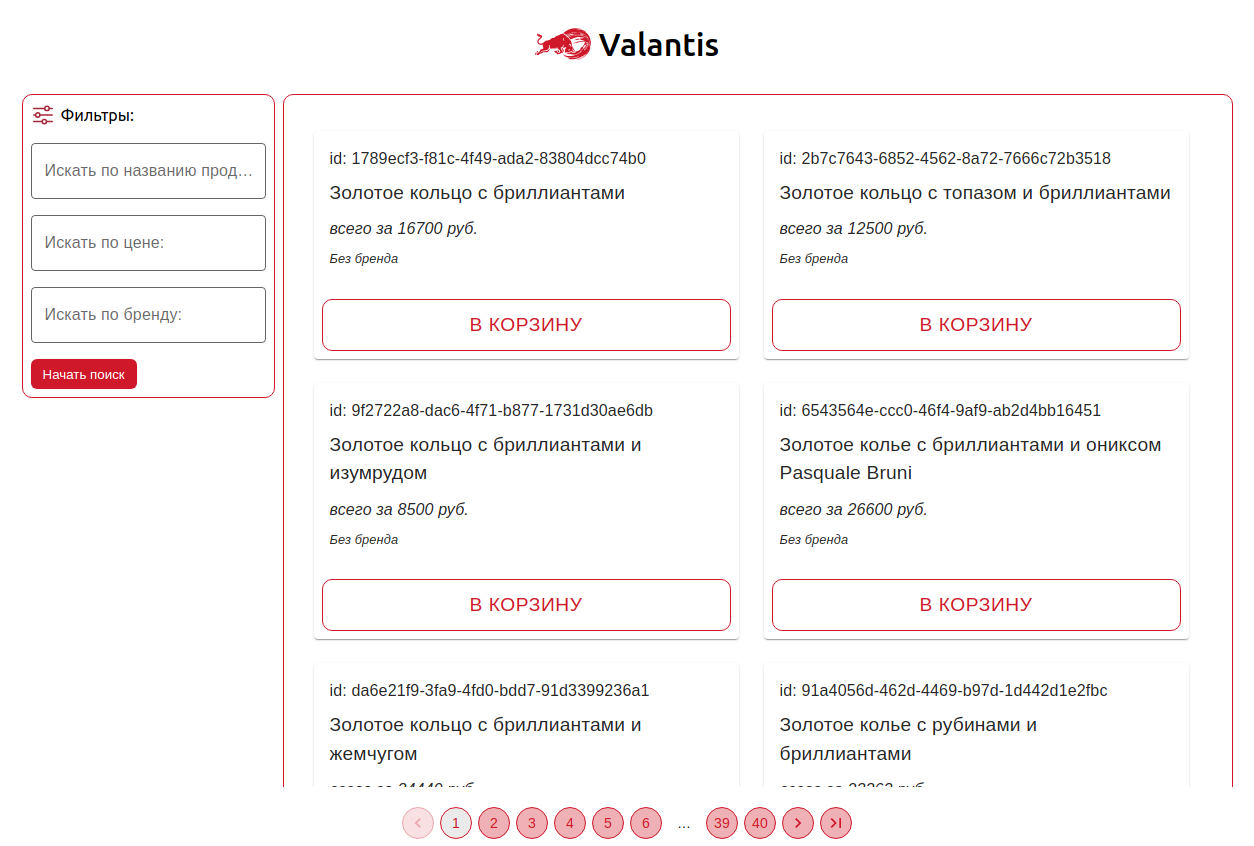 Valantis
Фильтры:
Искать по названию прод…
Искать по цене:
Искать по бренду:
Начать поиск
id: 1789ecf3-f81c-4f49-ada2-83804dcc74b0
Золотое кольцо с бриллиантами
всего за 16700 руб.
Без бренда
В КОРЗИНУ
id: 2b7c7643-6852-4562-8a72-7666c72b3518
Золотое кольцо с топазом и бриллиантами
всего за 12500 руб.
Без бренда
В КОРЗИНУ
id: 9f2722a8-dac6-4f71-b877-1731d30ae6db
Золотое кольцо с бриллиантами и
изумрудом
всего за 8500 руб.
Без бренда
В КОРЗИНУ
id: 6543564e-ccc0-46f4-9af9-ab2d4bb16451
Золотое колье с бриллиантами и ониксом
Pasquale Bruni
всего за 26600 руб.
Без бренда
В КОРЗИНУ
id: da6e21f9-3fa9-4fd0-bdd7-91d3399236a1
Золотое кольцо с бриллиантами и
жемчугом
id: 91a4056d-462d-4469-b97d-1d442d1e2fbc
Золотое колье с рубинами и
бриллиантами
1 2 3 4 5 6 … 39 40